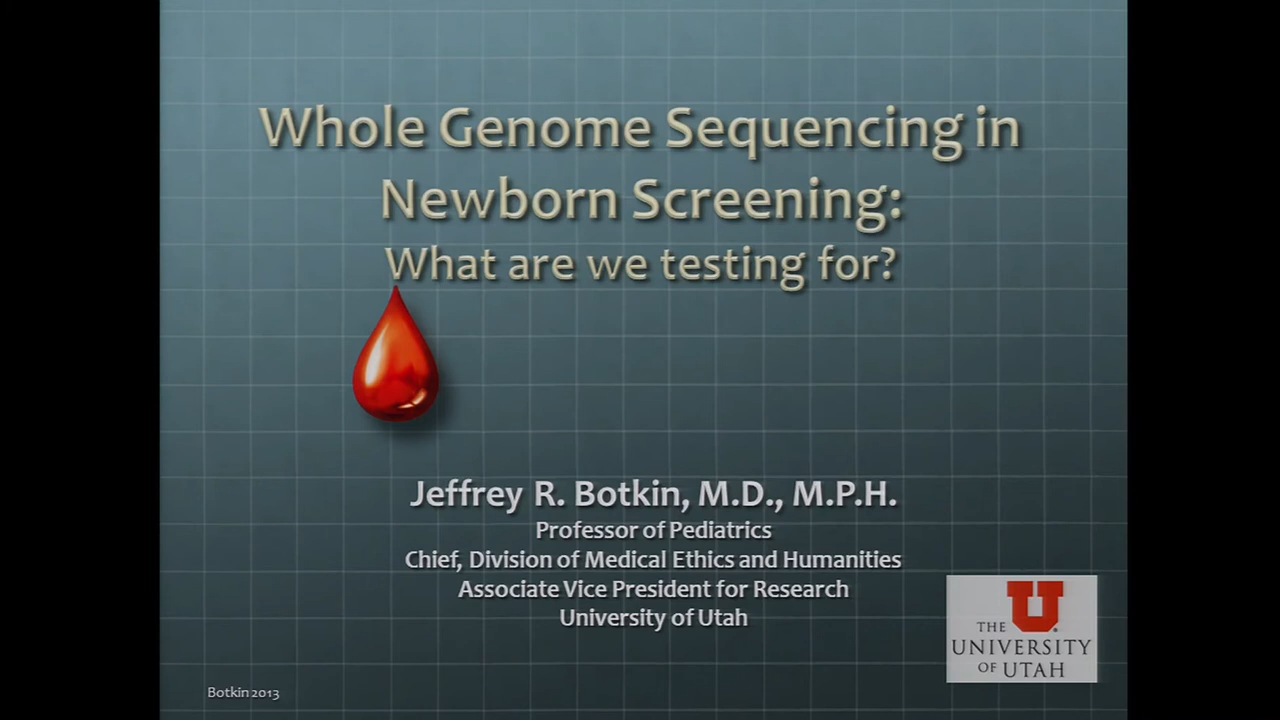 Whole Genome Sequencing in
Newborn Screening:
What are we testing for?
Jeffrey R. Botkin, M.D., M.P.H.
Professor of Pediatrics
Chief, Division of Medical Ethics and Humanities
Associate Vice President for Research
University of Utah
U
THE
UNIVERSITY
OF UTAH
Botkin 2013